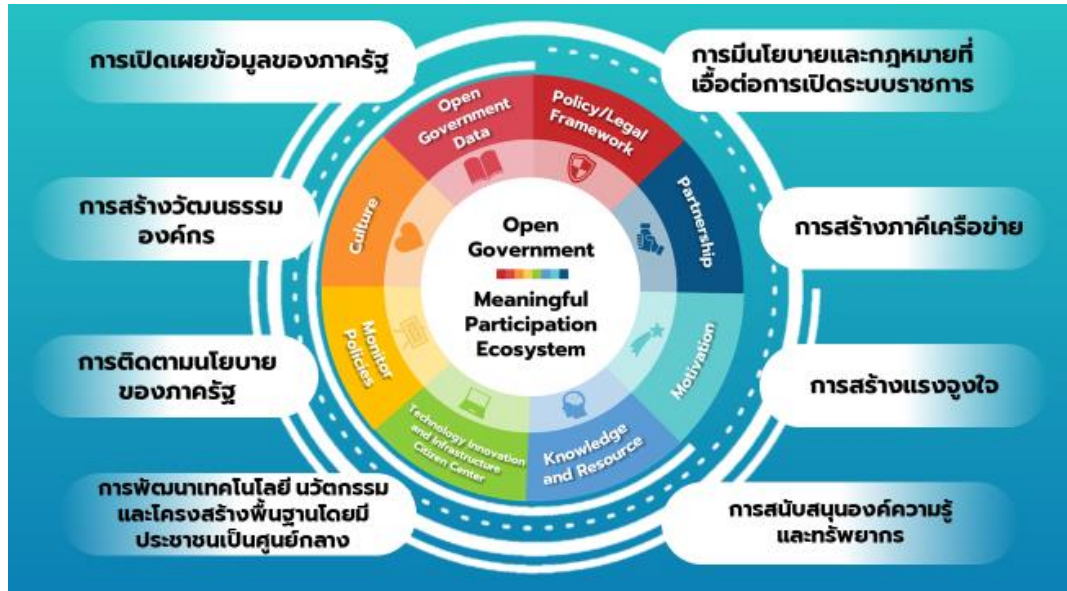 การเปิดเผยข้อมูลของภาครัฐ
การมีนโยบายและกฎหมายที่
เอื้อต่อการเปิดระบบราชการ
การสร้างวัฒนธรรม
องค์กร
การสร้างภาคีเครือข่าย
การติดตามนโยบาย
ของภาครัฐ
การสร้างแรงจูงใจ
การพัฒนาเทคโนโลยี นวัตกรรม
และโครงสร้างพื้นฐานโดยมี
ประชาชนเป็นศูนย์กลาง
การสนับสนุนองค์ความรู้
และทรัพยากร
Open
Government
Data
Policy/Legal
Framework
Partnership
Motivation
Knowledge
and Resource
Technology Innovation
and Infrastructure
Citizen Center
Monitor
Policies
Culture
Open
Government
Meaningful
Participation
Ecosystem